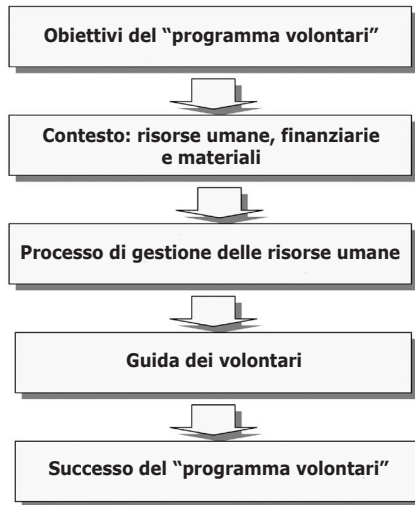 Obiettivi del “programma volontari”
Contesto: risorse umane, finanziarie
e materiali
Processo di gestione delle risorse umane
Guida dei volontari
Successo del “programma volontari”